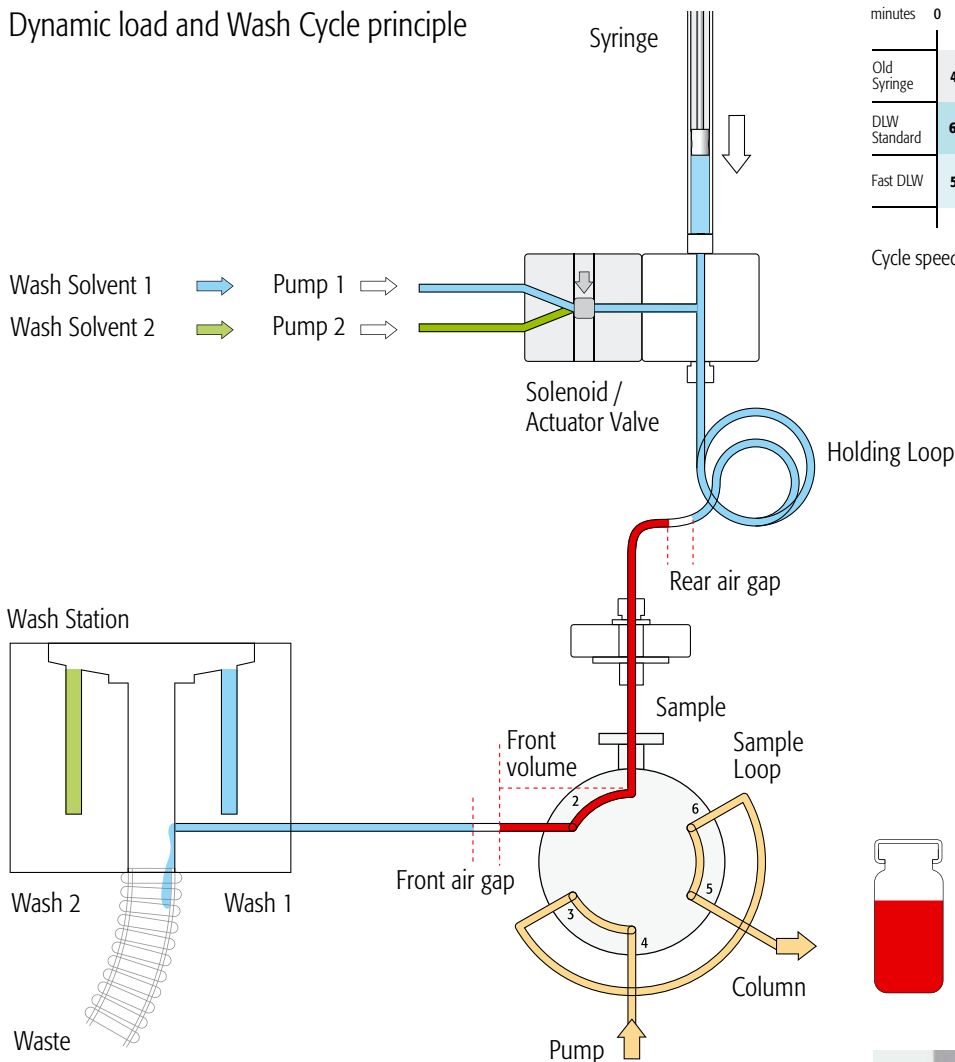 Dynamic load and Wash Cycle principle
Syringe
minutes 0
Old
Syringe
4
DLW
Standard
6
Fast DLW
5
Cycle speed
Wash Solvent 1
Pump 1
Wash Solvent 2
Pump 2
Solenoid /
Actuator Valve
Holding Loop
Rear air gap
Wash Station
Sample
Front
volume
Sample
Loop
2
6
Front air gap
Wash 2
Wash 1
3
4
5
Column
Waste
Pump